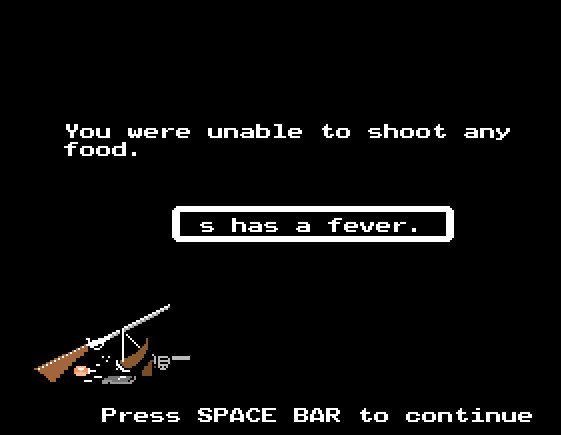 You were unable to shoot any
food.
s has a fever.
Press SPACE BAR to continue